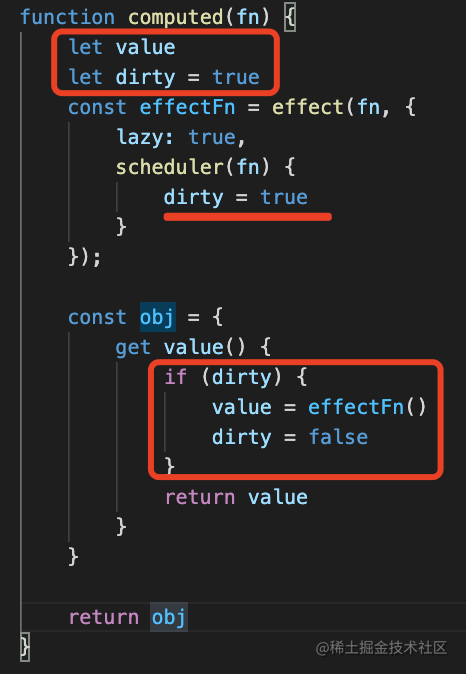 function computed(fn) {
    let value
    let dirty = true
    const effectFn = effect(fn, {
        lazy: true,
        scheduler(fn) {
            dirty = true
        }
    });
    const obj = {
        get value() {
            if (dirty) {
                value = effectFn()
                dirty = false
            }
            return value
        }
    }
    return obj
}
@稀土掘金技术社区